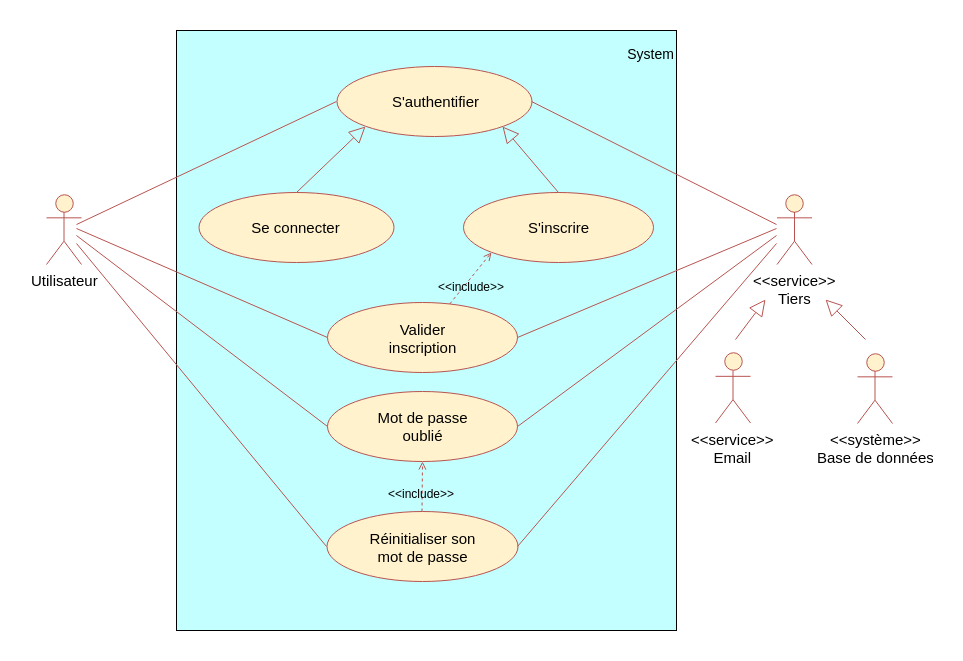 System
S'authentifier
Se connecter
S'inscrire
Utilisateur
<<service>>
Tiers
<<include>>
Valider
inscription
Mot de passe
oublié
<<service>>
Email
<<système>>
Base de données
<<include>>
Réinitialiser son
mot de passe